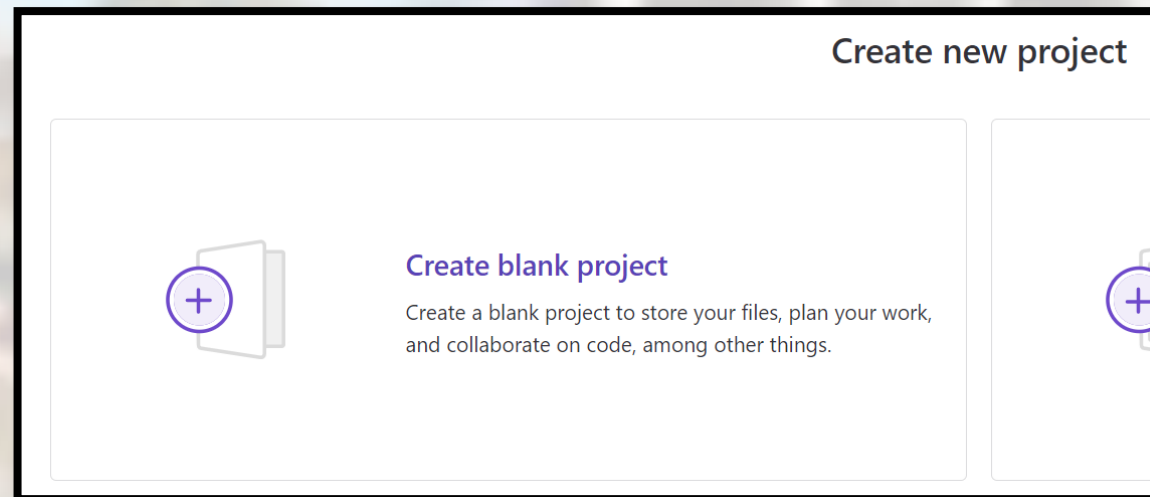 Create new project
Create blank project
Create a blank project to store your files, plan your work,
and collaborate on code, among other things.